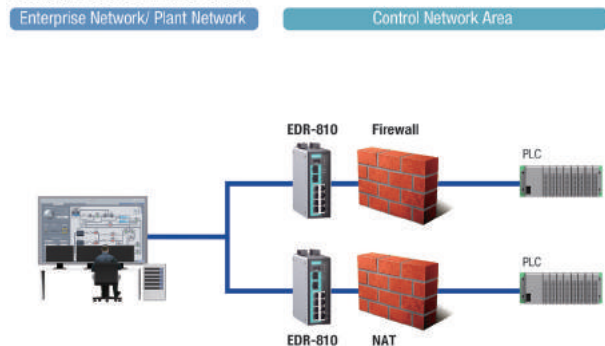 Enterprise Network/ Plant Network
Control Network Area
EDR-810
Firewall
PLC
PLC
EDR-810
NAT